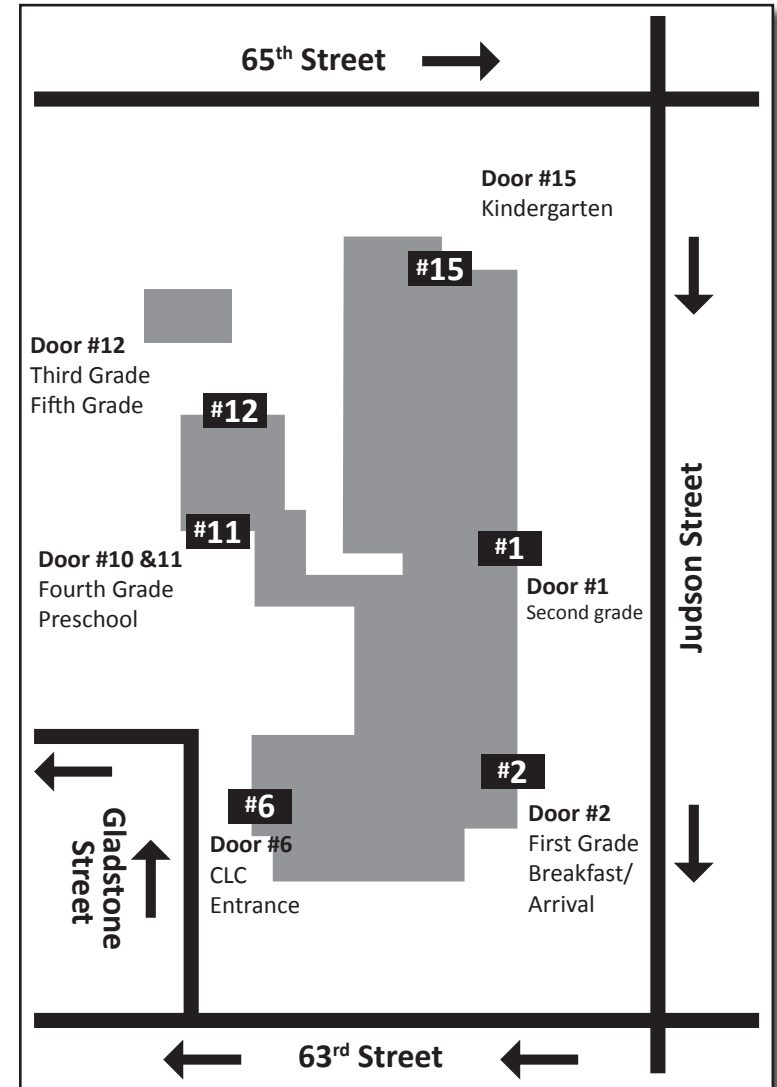 65th Street
Door #15
Kindergarten
#15
Door #12
Third Grade
Fifth Grade
#12
#11
#1
Door #10 &11
Fourth Grade
Preschool
Door #1
Second grade
Judson Street
#2
#6
Door #2
First Grade
Breakfast/
Arrival
Door #6
CLC
Entrance
Gladstone
Street
63rd Street